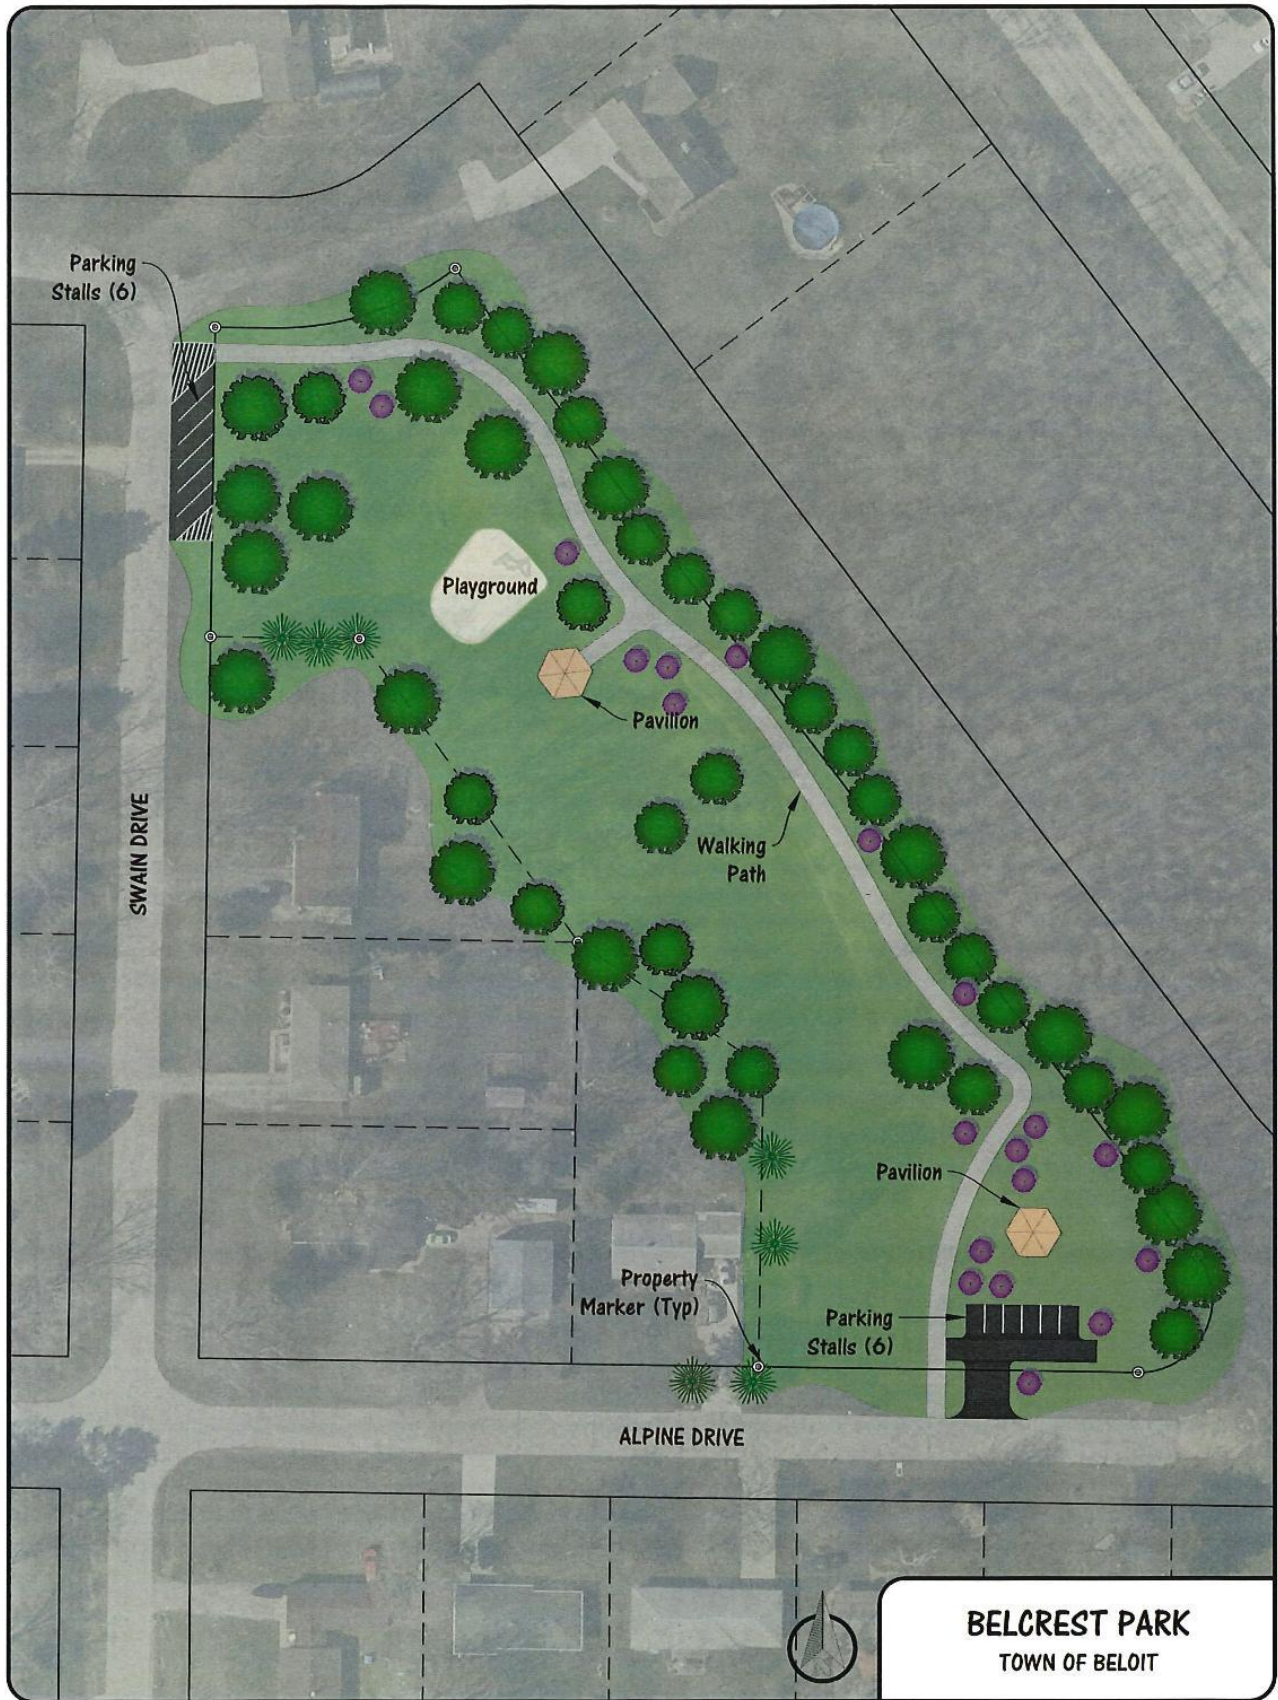 Parking
Stalls (6)
Playground
Pavilion
Walking
Path
SWAIN DRIVE
Pavilion
Property
Marker (Typ)
Parking
Stalls (6)
ALPINE DRIVE
BELCREST PARK
TOWN OF BELOIT